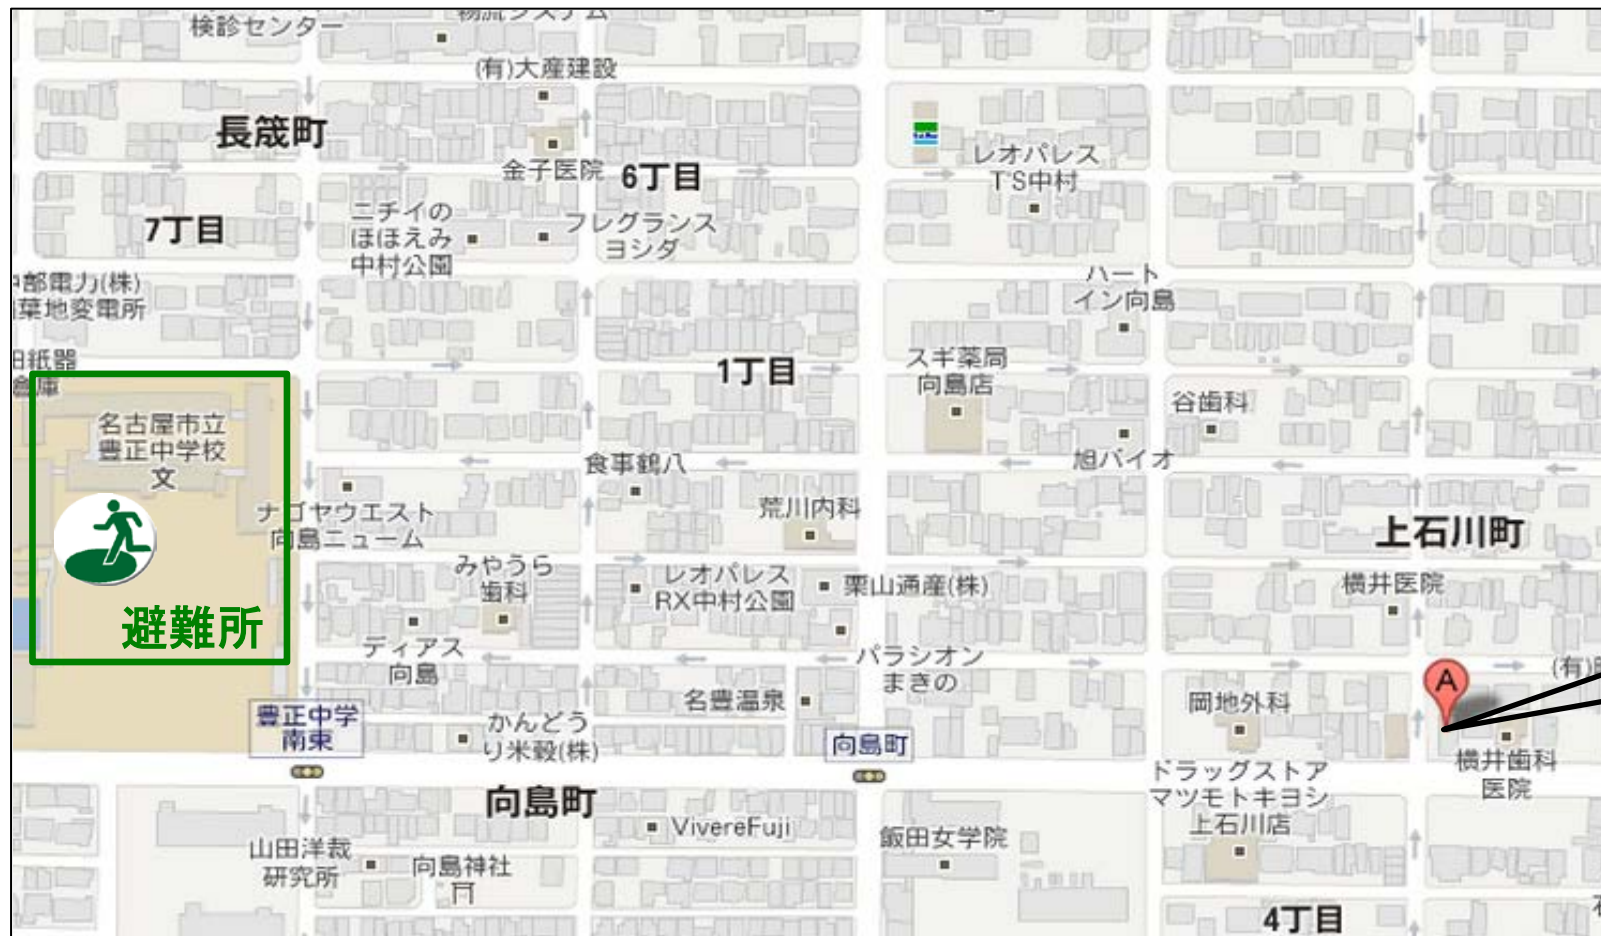 検診センター
物流システム
(有)大産建設
長筬町
金子医院
6丁目
レオパレス
TS中村
7丁目
ニチイの
ほほえみ
中村公園
フレグランス
ヨシダ
中部電力(株)
稲葉地変電所
ハート
イン向島
田紙器
倉庫
1丁目
スギ薬局
向島店
名古屋市立
豊正中学校
文
谷歯科
食事鶴八
旭バイオ
ナゴヤウエスト
向島ニューム
荒川内科
上石川町
みやうら
歯科
レオパレス
RX中村公園
栗山通産(株)
横井医院
避難所
ディアス
向島
パラシオン
まきの
A
(有)
名豊温泉
岡地外科
豊正中学
南東
かんどう
り米穀(株)
向島町
横井歯科
医院
ドラッグストア
マツモトキヨシ
上石川店
向島町
VivereFuji
飯田女学院
山田洋裁
研究所
向島神社
4丁目